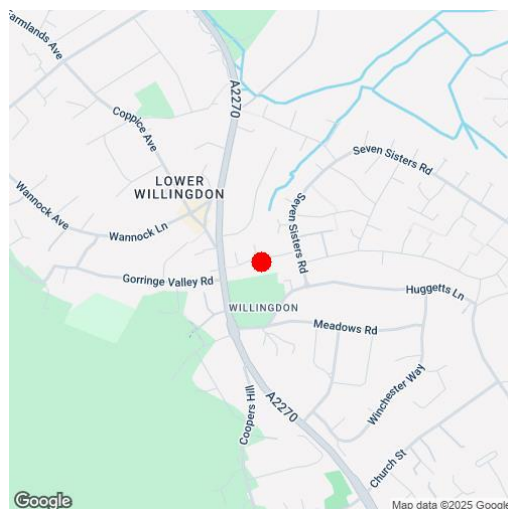 Farmlands Ave
Coppice Ave
A2270
Seven Sisters Rd
LOWER
WILLINGDON
Wannock Ave
Wannock Ln
Seven Sisters Rd
Gorringe Valley Rd
Huggetts Ln
WILLINGDON
Meadows Rd
Winchester Way
Coopers Hill
A2270
Church St
Google
Map data ©2025 Google